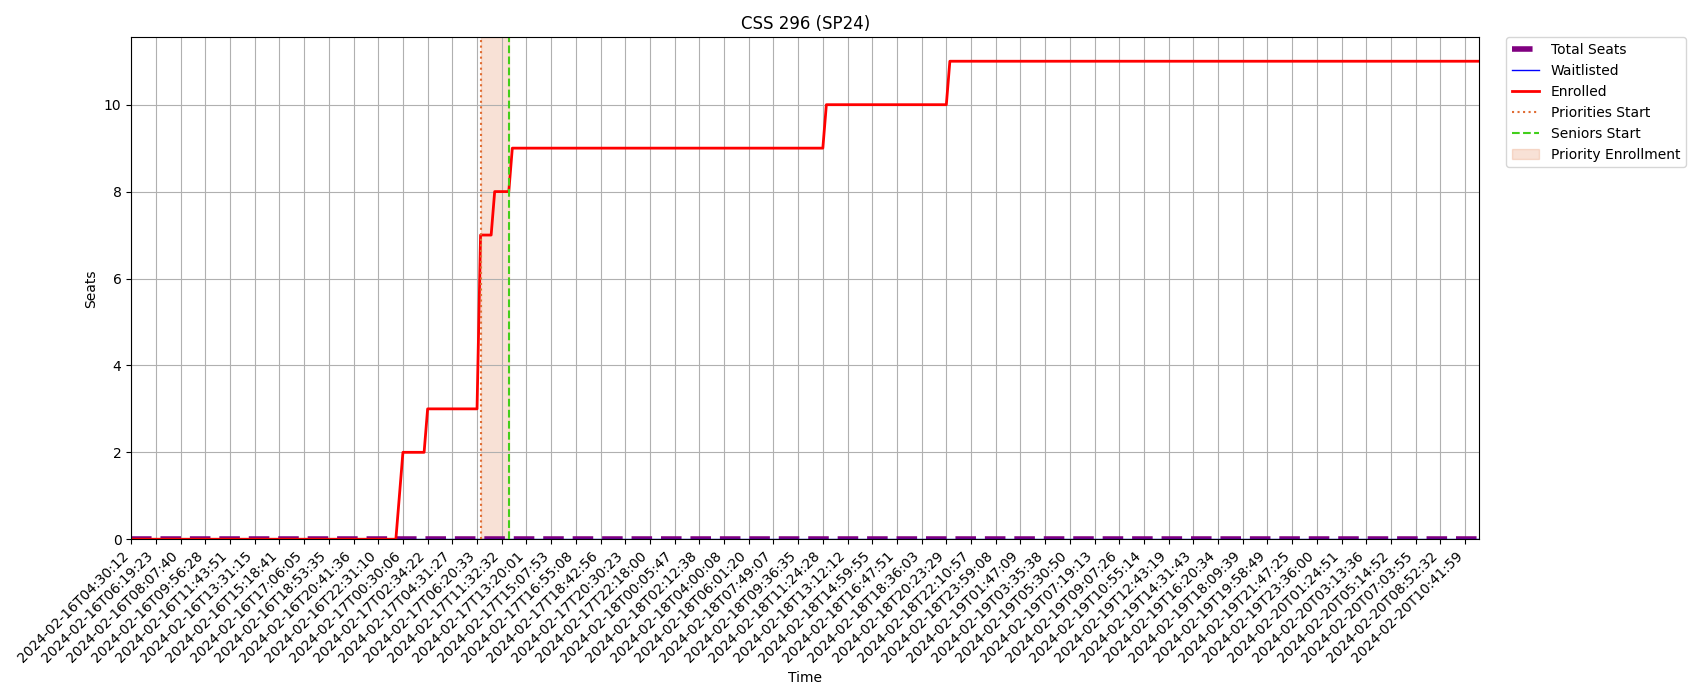 CSS 296 (SP24)
Total Seats
Waitlisted
Enrolled
Priorities Start
Seniors Start
Priority Enrollment
10
8
6
4
2
0
Seats
2024-02-16T04:30:12
2024-02-16T06:19:23
2024-02-16T08:07:40
2024-02-16T09:56:28
2024-02-16T11:43:51
2024-02-16T13:31:15
2024-02-16T15:18:41
2024-02-16T17:06:05
2024-02-16T18:53:35
2024-02-16T20:41:36
2024-02-16T22:31:10
2024-02-17T00:30:06
2024-02-17T02:34:22
2024-02-17T04:31:27
2024-02-17T06:20:33
2024-02-17T11:32:32
2024-02-17T13:20:01
2024-02-17T15:07:53
2024-02-17T16:55:08
2024-02-17T18:42:56
2024-02-17T20:30:23
2024-02-17T22:18:00
2024-02-18T00:05:47
2024-02-18T02:12:38
2024-02-18T04:00:08
2024-02-18T06:01:20
2024-02-18T07:49:07
2024-02-18T09:36:35
2024-02-18T11:24:28
2024-02-18T13:12:12
2024-02-18T14:59:55
2024-02-18T16:47:51
2024-02-18T18:36:03
2024-02-18T20:23:29
2024-02-18T22:10:57
2024-02-18T23:59:08
2024-02-19T01:47:09
2024-02-19T03:35:38
2024-02-19T05:30:50
2024-02-19T07:19:13
2024-02-19T09:07:26
2024-02-19T10:55:14
2024-02-19T12:43:19
2024-02-19T14:31:43
2024-02-19T16:20:34
2024-02-19T18:09:39
2024-02-19T19:58:49
2024-02-19T21:47:25
2024-02-19T23:36:00
2024-02-20T01:24:51
2024-02-20T03:13:36
2024-02-20T05:14:52
2024-02-20T07:03:55
2024-02-20T08:52:32
2024-02-20T10:41:59
Time